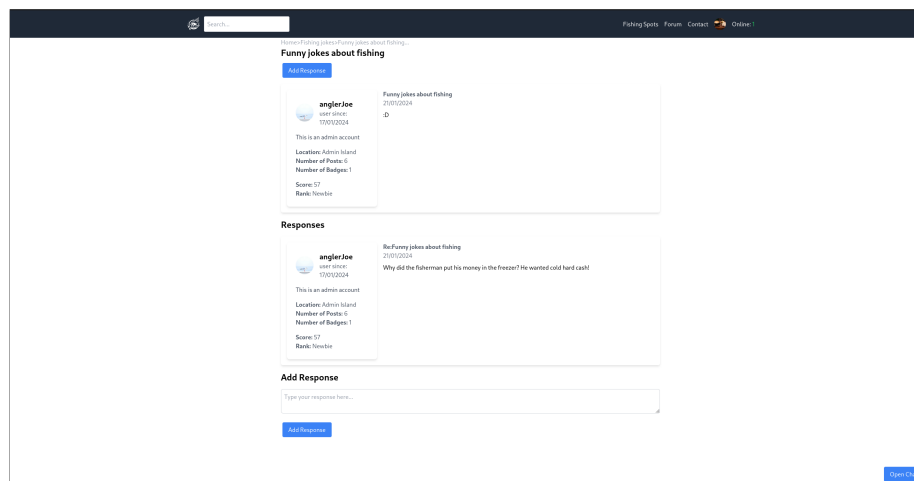 Search...
Fishing Spots Forum Contact Online: 1
Home>Fishing jokes>Funny jokes about fishing...
Funny jokes about fishing
Add Response
anglerJoe
user since:
17/01/2024
This is an admin account
Location: Admin Island
Number of Posts: 6
Number of Badges: 1
Score: 57
Rank: Newbie
Funny jokes about fishing
21/01/2024
:D
Responses
anglerJoe
user since:
17/01/2024
This is an admin account
Location: Admin Island
Number of Posts: 6
Number of Badges: 1
Score: 57
Rank: Newbie
Re:Funny jokes about fishing
21/01/2024
Why did the fisherman put his money in the freezer? He wanted cold hard cash!
Add Response
Type your response here...
Add Response
Open Cha